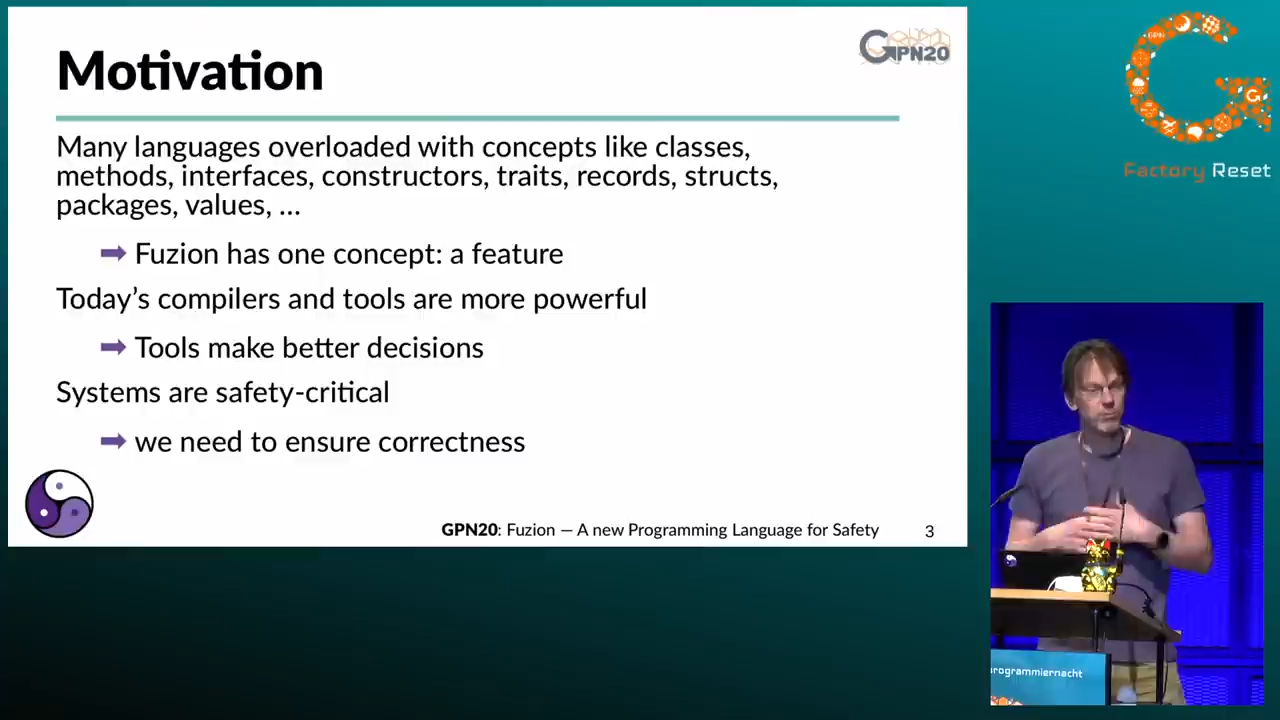 Motivation
GPN20
Many languages overloaded with concepts like classes,
methods, interfaces, constructors, traits, records, structs,
packages, values, ...
Fuzion has one concept: a feature
Today’s compilers and tools are more powerful
Tools make better decisions
Systems are safety-critical
we need to ensure correctness
GPN20: Fuzion — A new Programming Language for Safety
3
Factory Reset
programmiernacht